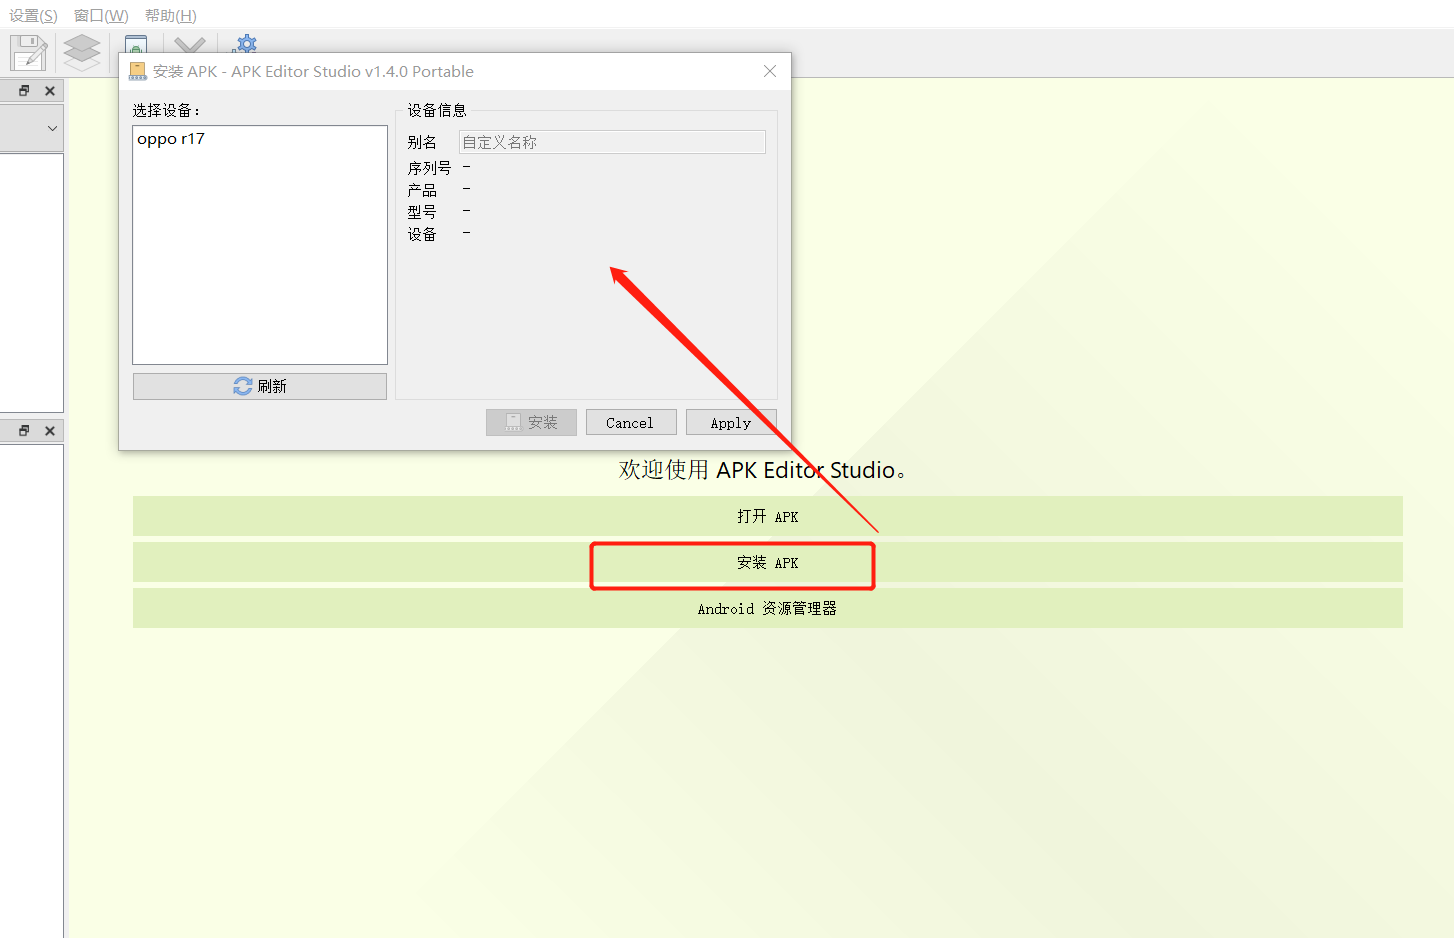 设置(S) 窗口(W) 帮助(H)
安装 APK - APK Editor Studio v1.4.0 Portable
选择设备：
oppo r17
刷新
设备信息
别名 自定义名称
序列号 -
产品 -
型号 -
设备 -
安装 Cancel Apply
欢迎使用 APK Editor Studio。
打开 APK
安装 APK
Android 资源管理器